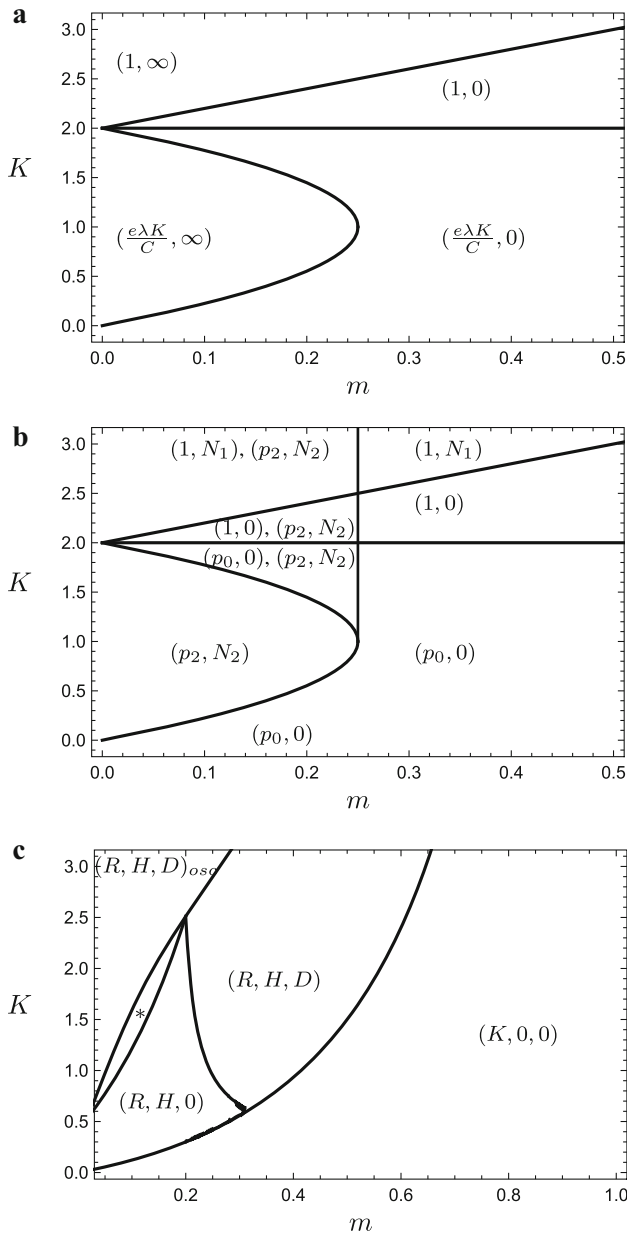 a
3.0
(1, ∞)
2.5
(1, 0)
2.0
K
1.5
1.0
(eλK/C, ∞)
(eλK/C, 0)
0.5
0.0
0.0 0.1 0.2 0.3 0.4 0.5
m
b
3.0
(1, N₁), (p₂, N₂)
(1, N₁)
2.5
(1, 0)
(1, 0), (p₂, N₂)
2.0
(p₀, 0), (p₂, N₂)
K
1.5
1.0
(p₂, N₂)
(p₀, 0)
0.5
(p₀, 0)
0.0
0.0 0.1 0.2 0.3 0.4 0.5
m
c
3.0
(R, H, D)osc
2.5
2.0
(R, H, D)
K
1.5
*
(K, 0, 0)
1.0
(R, H, 0)
0.5
0.0
0.2 0.4 0.6 0.8 1.0
m